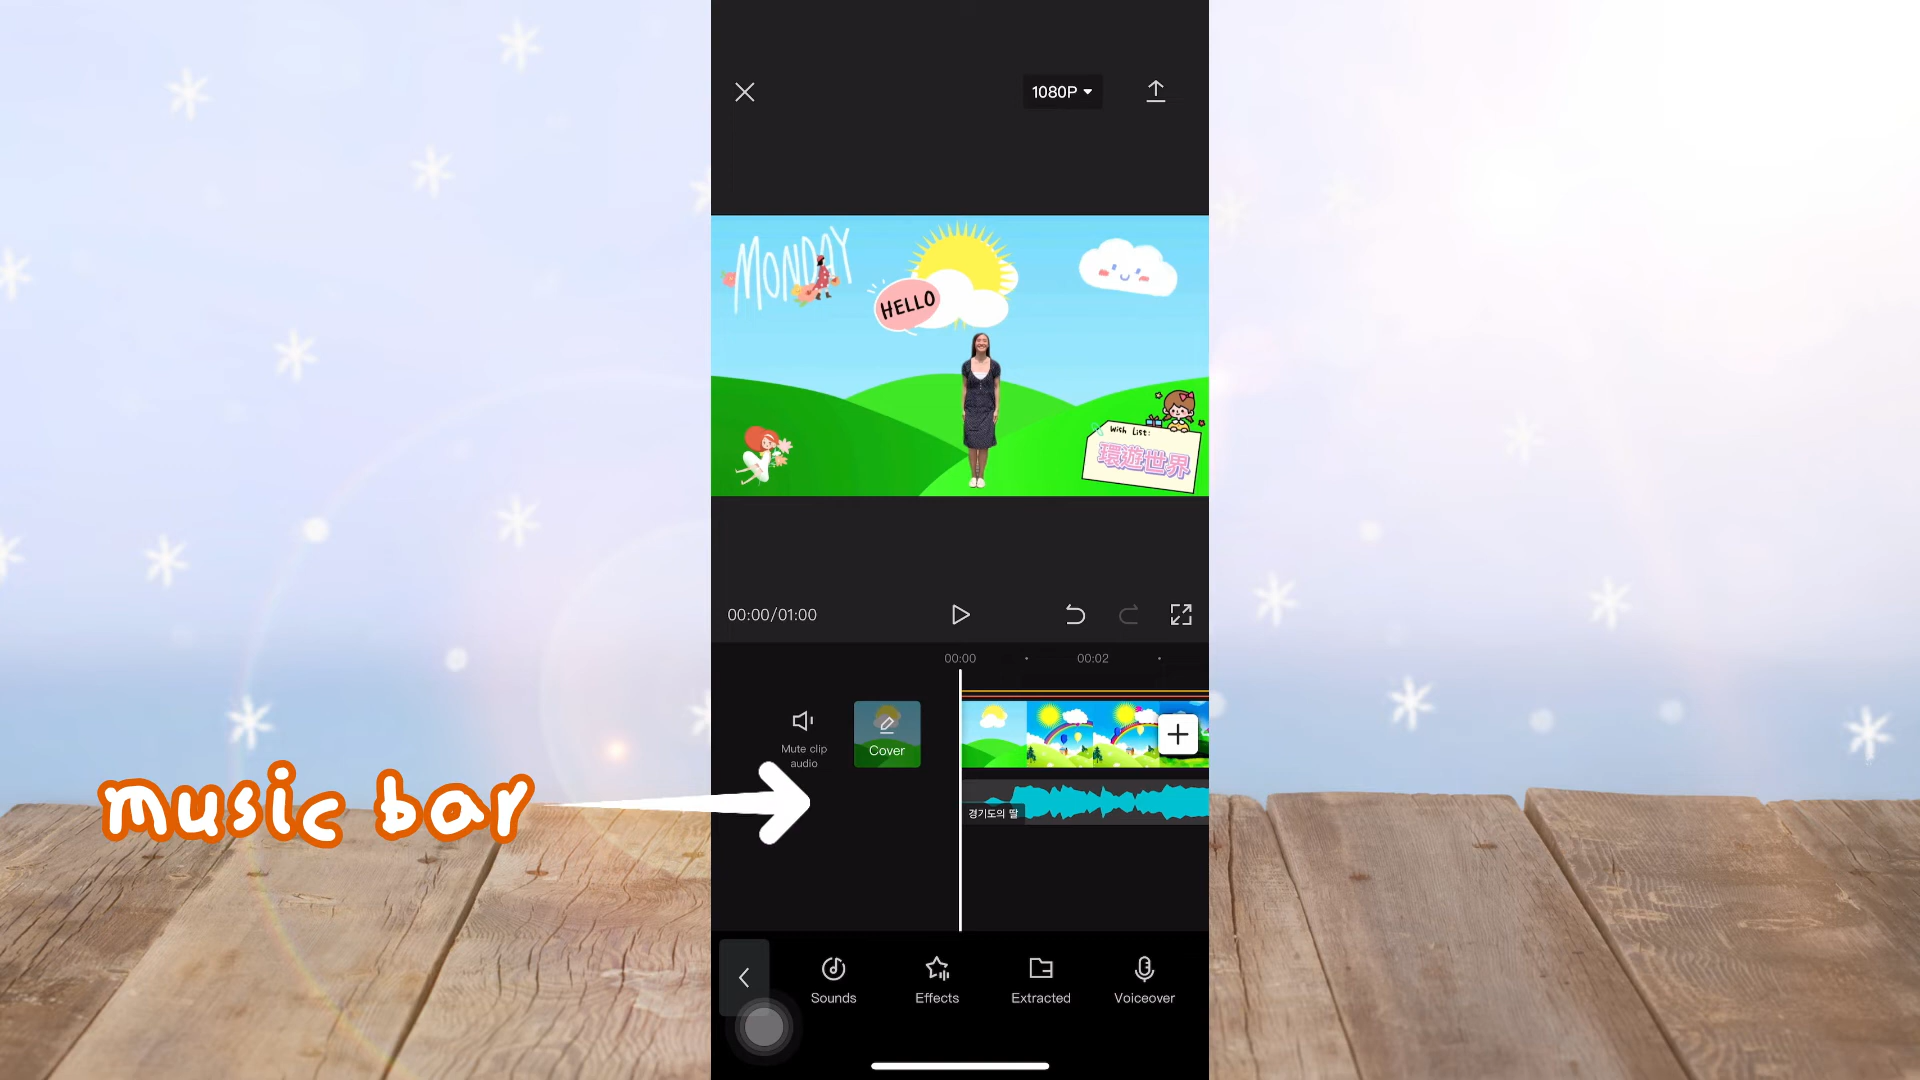 1080P
MONDAY
HELLO
Wish List:
環遊世界
00:00/01:00
00:00
00:02
Mute clip
audio
Cover
music bar
경기도의 딸
Sounds
Effects
Extracted
Voiceover